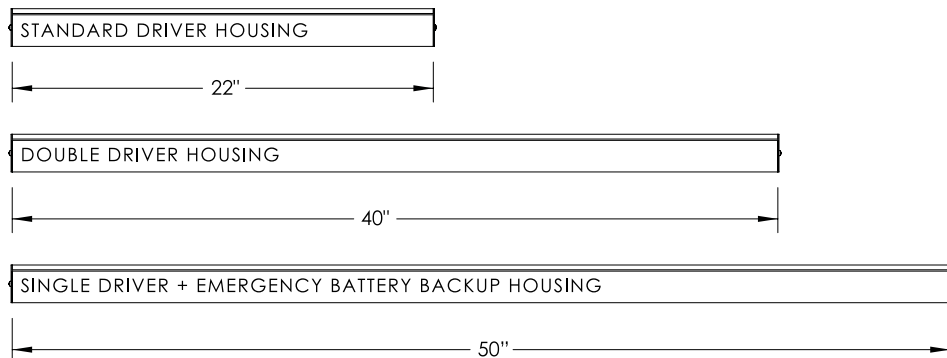 STANDARD DRIVER HOUSING
22"
DOUBLE DRIVER HOUSING
40"
SINGLE DRIVER + EMERGENCY BATTERY BACKUP HOUSING
50"